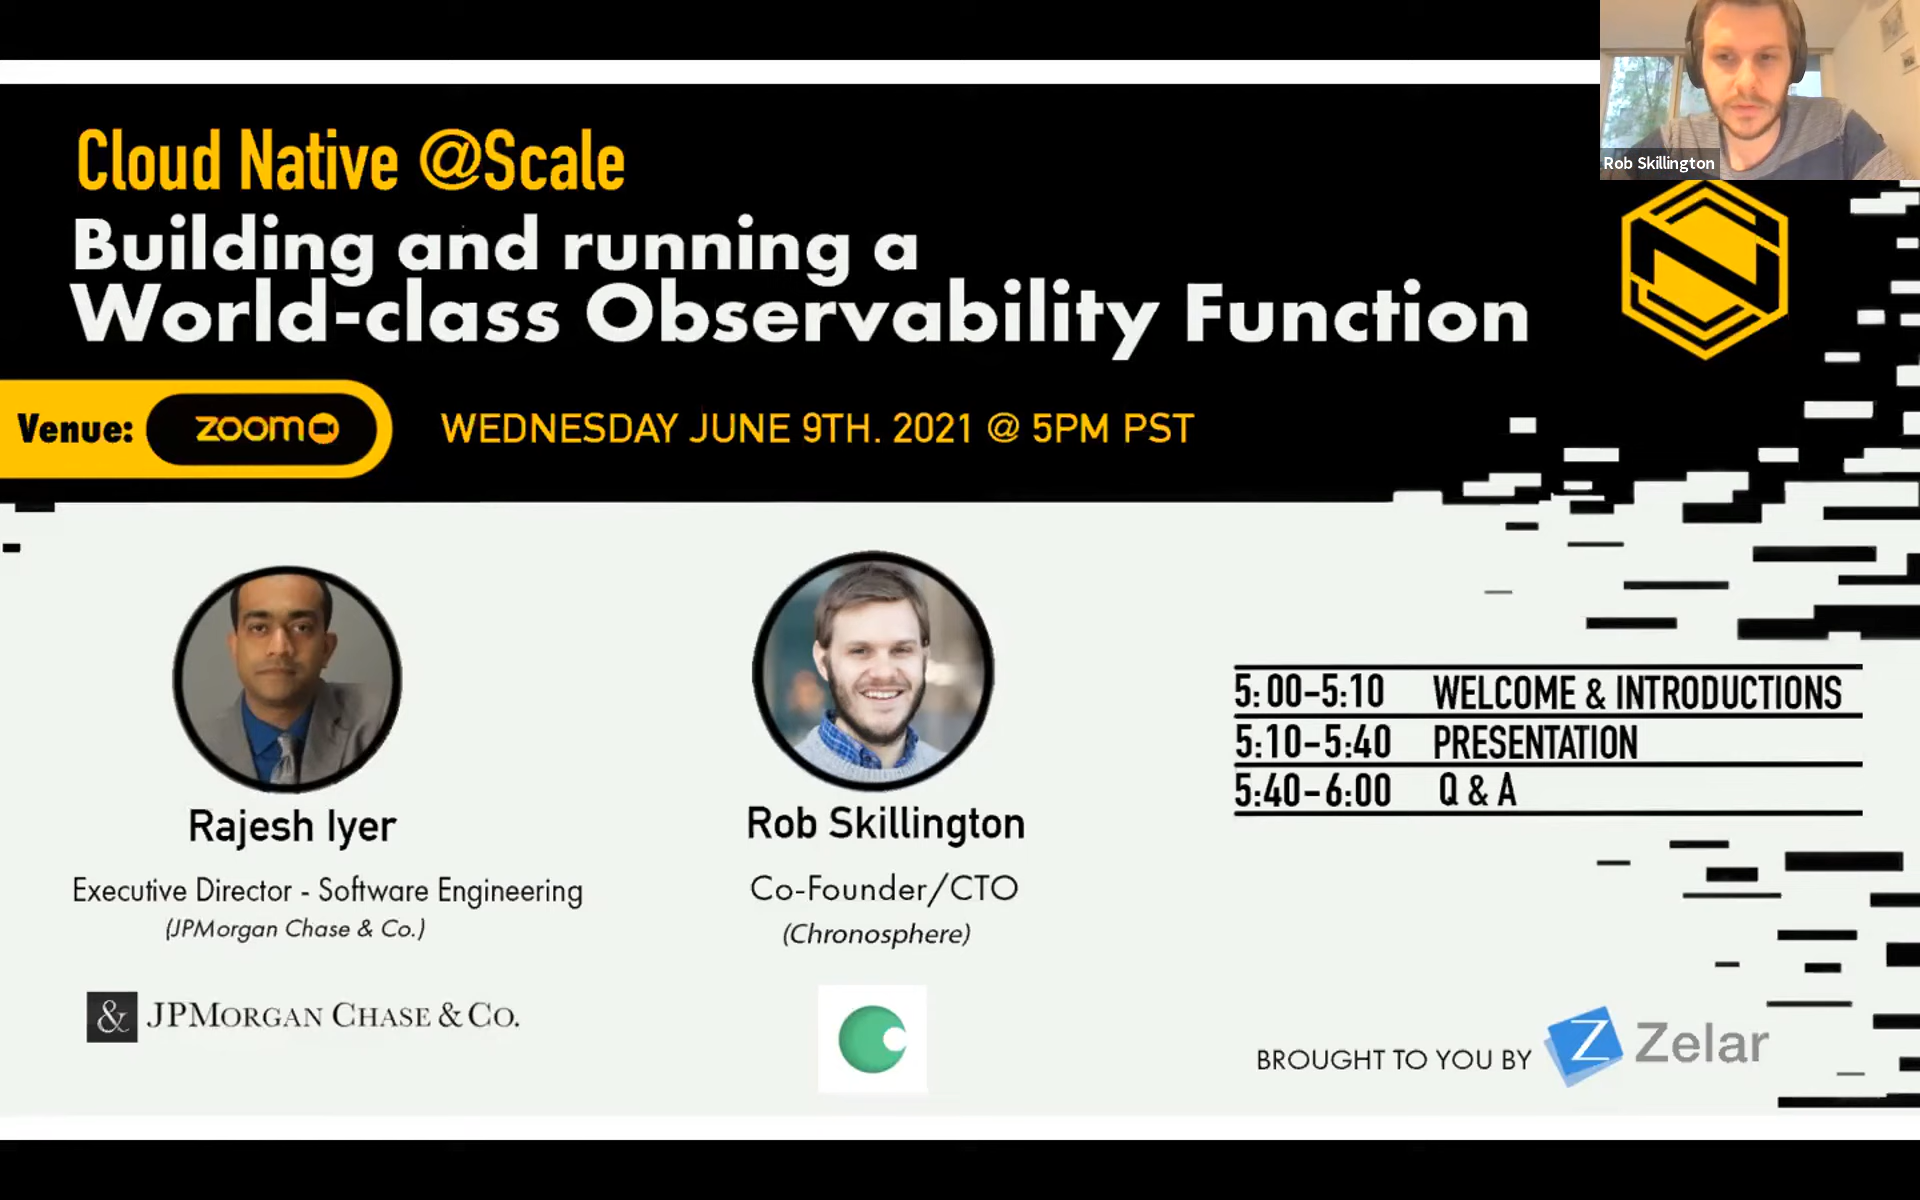 Rob Skillington
Cloud Native @Scale
Building and running a
World-class Observability Function
Venue: zoom
WEDNESDAY JUNE 9TH. 2021 @ 5PM PST
Rajesh Iyer
Executive Director - Software Engineering
(JPMorgan Chase & Co.)
& JPMORGAN CHASE & CO.
Rob Skillington
Co-Founder/CTO
(Chronosphere)
5:00-5:10 WELCOME & INTRODUCTIONS
5:10-5:40 PRESENTATION
5:40-6:00 Q & A
BROUGHT TO YOU BY Z Zelar